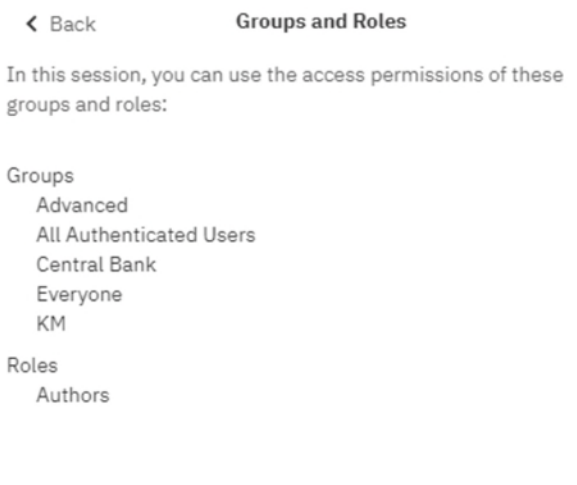 Back
Groups and Roles
In this session, you can use the access permissions of these
groups and roles:
Groups
Advanced
All Authenticated Users
Central Bank
Everyone
KM
Roles
Authors